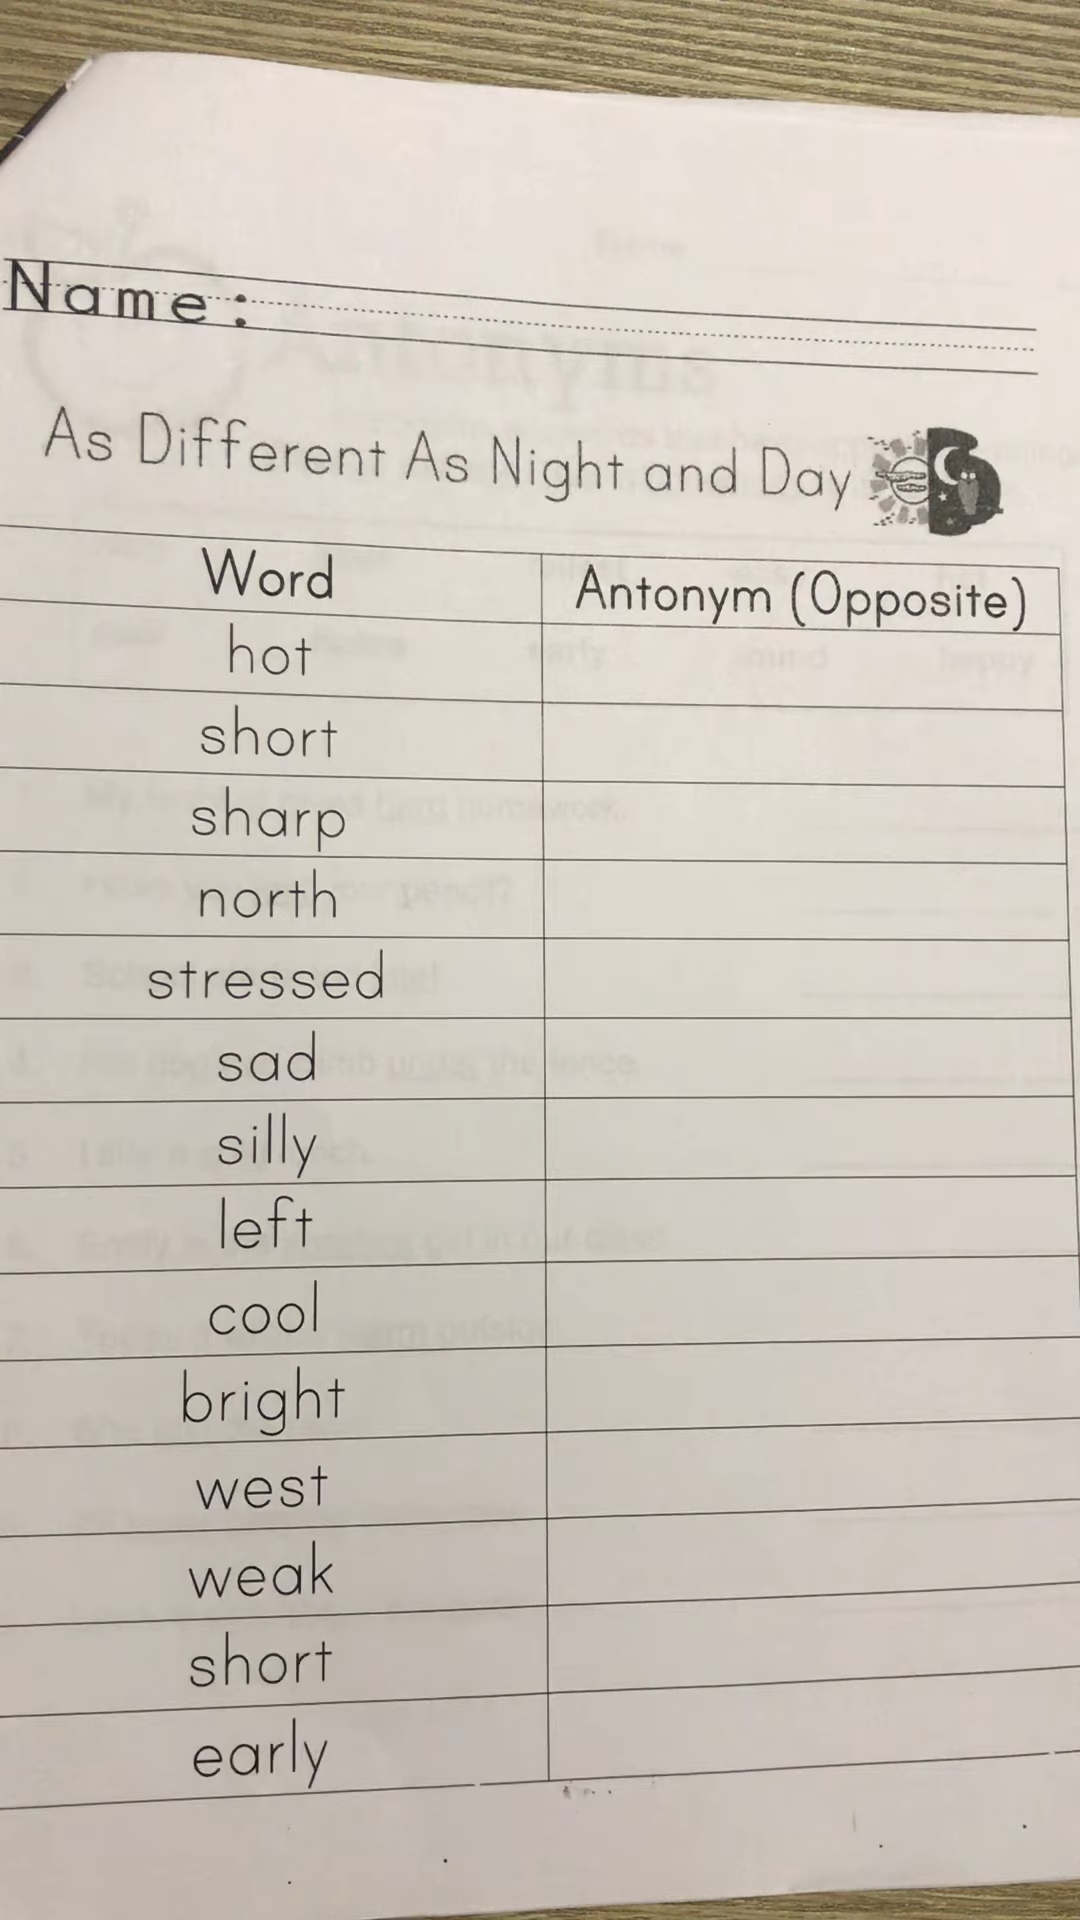 Name:
As Different As Night and Day
Word Antonym (Opposite)
hot
short
sharp
north
stressed
sad
silly
left
cool
bright
west
weak
short
early